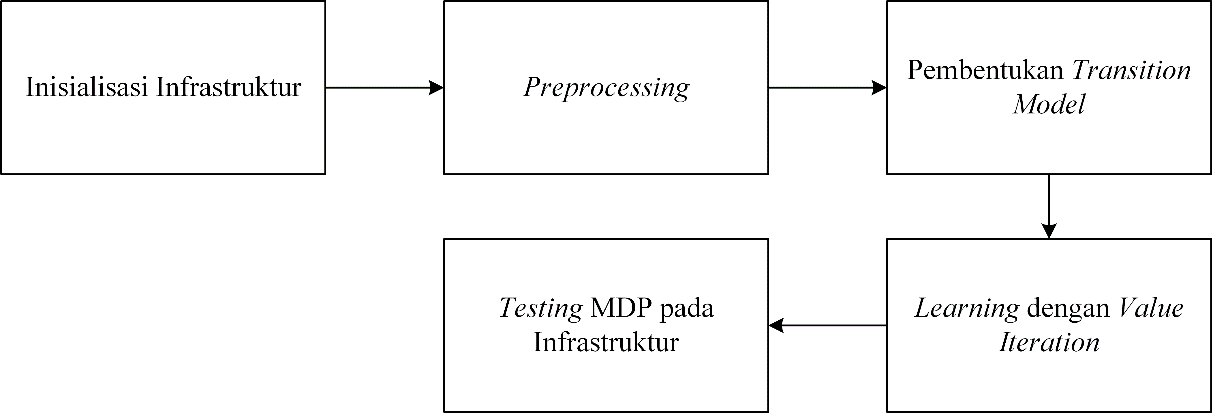 Inisialisasi Infrastruktur
Preprocessing
Pembentukan Transition
Model
Learning dengan Value
Iteration
Testing MDP pada
Infrastruktur